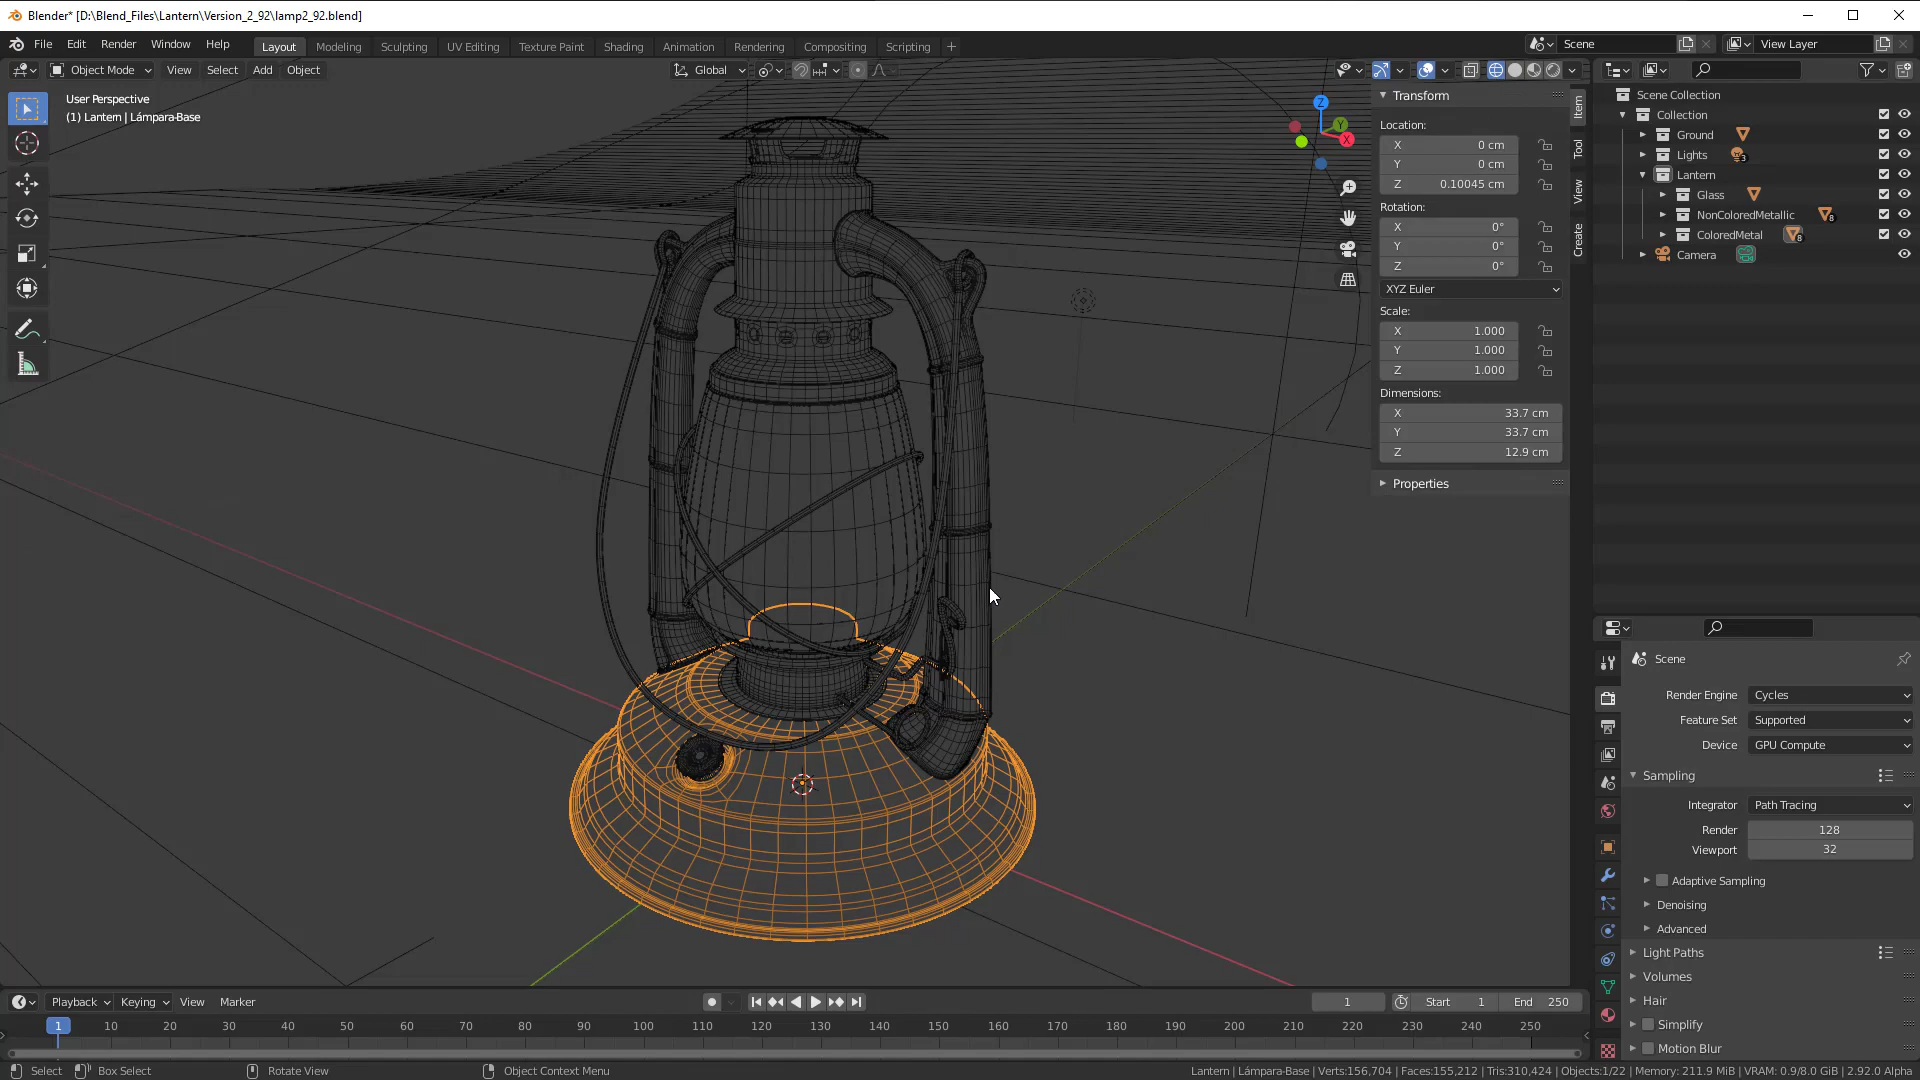 Blender* [D:\Blend_Files\Lantern\Version_2_92\lamp2_92.blend]
File Edit Render Window Help Layout Modeling Sculpting UV Editing Texture Paint Shading Animation Rendering Compositing Scripting + Scene View Layer
Object Mode View Select Add Object Global
User Perspective
(1) Lantern | Lámpara-Base
Z
Y
X
Item
Tool
View
Create
Transform
Location:
X 0 cm
Y 0 cm
Z 0.10045 cm
Rotation:
X 0°
Y 0°
Z 0°
XYZ Euler
Scale:
X 1.000
Y 1.000
Z 1.000
Dimensions:
X 33.7 cm
Y 33.7 cm
Z 12.9 cm
Properties
Scene Collection
Collection
Ground
Lights 3
Lantern
Glass
NonColoredMetallic 8
ColoredMetal 8
Camera
Scene
Render Engine Cycles
Feature Set Supported
Device GPU Compute
Sampling
Integrator Path Tracing
Render 128
Viewport 32
Adaptive Sampling
Denoising
Advanced
Light Paths
Volumes
Hair
Simplify
Motion Blur
Playback Keying View Marker 1 Start 1 End 250
1 10 20 30 40 50 60 70 80 90 100 110 120 130 140 150 160 170 180 190 200 210 220 230 240 250
Select Box Select Rotate View Object Context Menu Lantern | Lámpara-Base | Verts:156,704 | Faces:155,212 | Tris:310,424 | Objects:1/22 | Memory: 211.9 MiB | VRAM: 0.9/8.0 GiB | 2.92.0 Alpha